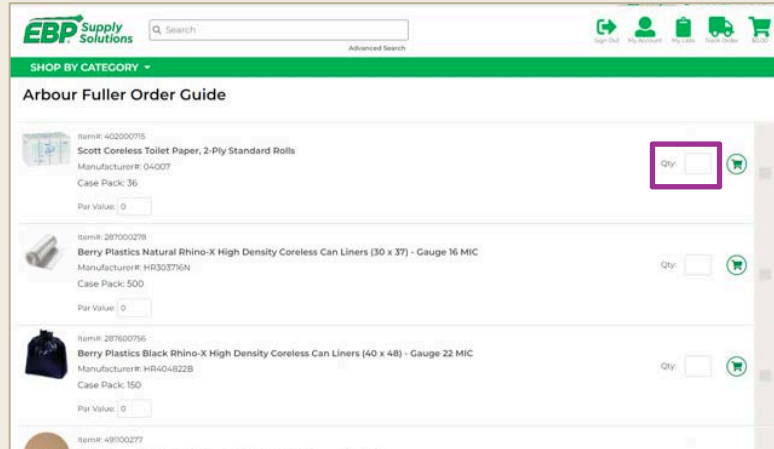 EBP Supply Solutions
Search
Advanced Search
Sign Out My Account My Lists Track Order $0.00
SHOP BY CATEGORY
Arbour Fuller Order Guide
Item#: 402000715
Scott Coreless Toilet Paper, 2-Ply Standard Rolls
Manufacturer#: 04007
Case Pack: 36
Par Value: 0
Qty:
Item#: 287000278
Berry Plastics Natural Rhino-X High Density Coreless Can Liners (30 x 37) - Gauge 16 MIC
Manufacturer#: HR303716N
Case Pack: 500
Par Value: 0
Qty:
Item#: 287600756
Berry Plastics Black Rhino-X High Density Coreless Can Liners (40 x 48) - Gauge 22 MIC
Manufacturer#: HR404822B
Case Pack: 150
Par Value: 0
Qty:
Item#: 491100277